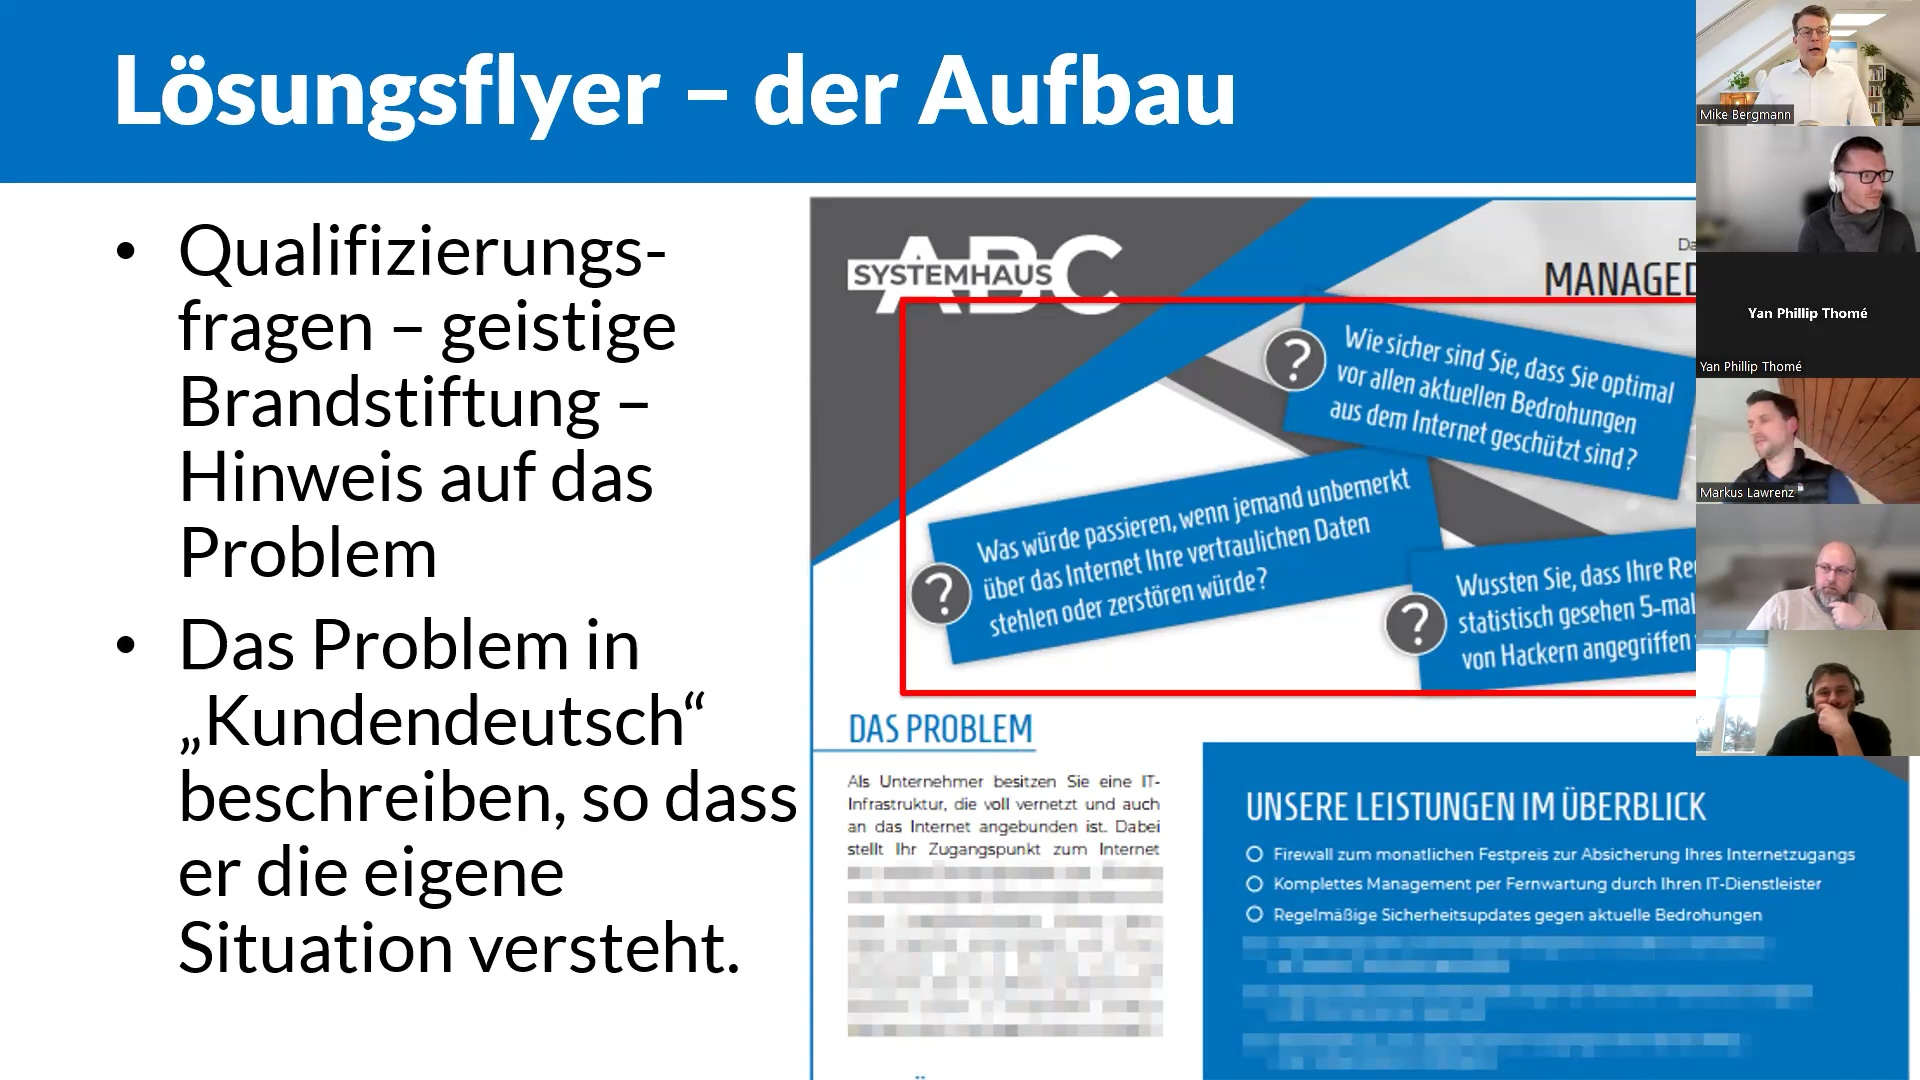 Lösungsflyer – der Aufbau
• Qualifizierungs-
fragen – geistige
Brandstiftung –
Hinweis auf das
Problem
• Das Problem in
„Kundendeutsch“
beschreiben, so dass
er die eigene
Situation versteht.
ABC
SYSTEMHAUS
MANAGED
? Wie sicher sind Sie, dass Sie optimal
vor allen aktuellen Bedrohungen
aus dem Internet geschützt sind?
? Was würde passieren, wenn jemand unbemerkt
über das Internet Ihre vertraulichen Daten
stehlen oder zerstören würde?
? Wussten Sie, dass Ihre
statistisch gesehen 5-mal
von Hackern angegriffen
DAS PROBLEM
Als Unternehmer besitzen Sie eine IT-
Infrastruktur, die voll vernetzt und auch
an das Internet angebunden ist. Dabei
stellt Ihr Zugangspunkt zum Internet
UNSERE LEISTUNGEN IM ÜBERBLICK
Firewall zum monatlichen Festpreis zur Absicherung Ihres Internetzugangs
Komplettes Management per Fernwartung durch Ihren IT-Dienstleister
Regelmäßige Sicherheitsupdates gegen aktuelle Bedrohungen
Mike Bergmann
Yan Phillip Thomé
Yan Phillip Thomé
Markus Lawrenz